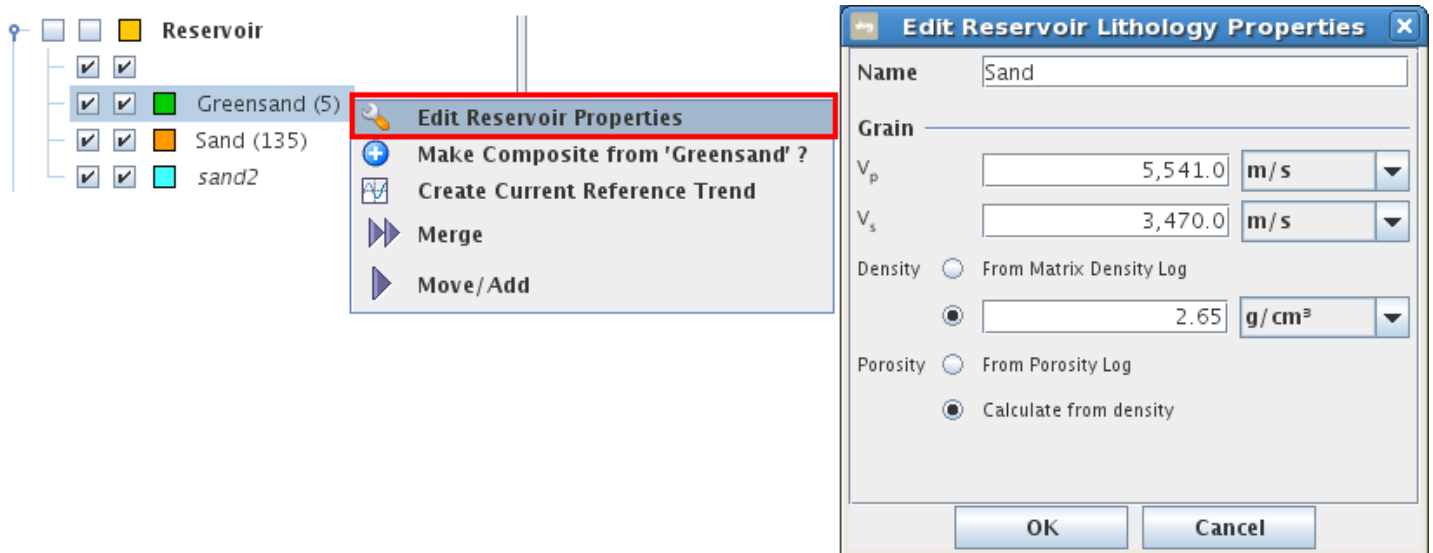 Reservoir
Greensand (5)
Sand (135)
sand2
Edit Reservoir Properties
Make Composite from 'Greensand' ?
Create Current Reference Trend
Merge
Move/Add
Edit Reservoir Lithology Properties
Name Sand
Grain
Vp 5,541.0 m/s
Vs 3,470.0 m/s
Density From Matrix Density Log
2.65 g/cm³
Porosity From Porosity Log
Calculate from density
OK Cancel